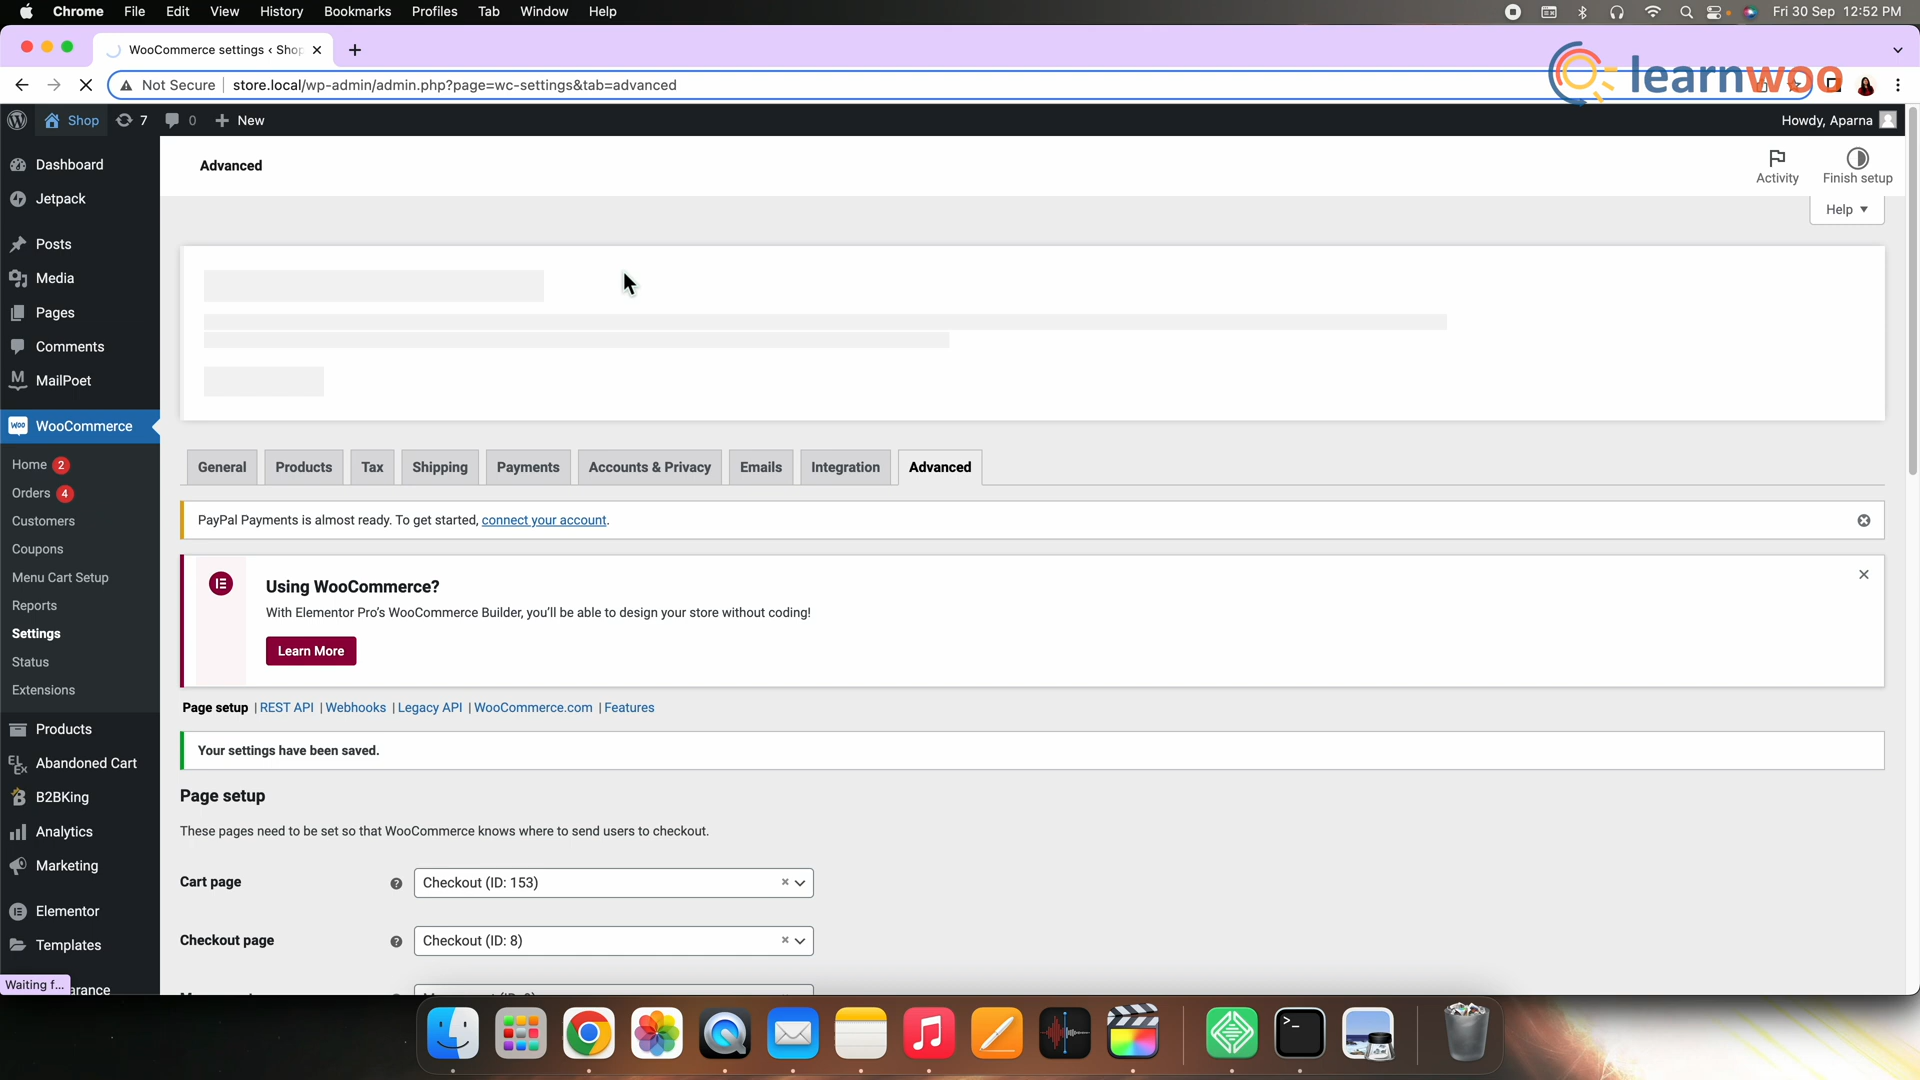 Chrome File Edit View History Bookmarks Profiles Tab Window Help Fri 30 Sep 12:52 PM
WooCommerce settings ‹ Shop
Not Secure store.local/wp-admin/admin.php?page=wc-settings&tab=advanced
learnwoo
Shop 7 0 New Howdy, Aparna
Dashboard
Jetpack
Posts
Media
Pages
Comments
MailPoet
WooCommerce
Home 2
Orders 4
Customers
Coupons
Menu Cart Setup
Reports
Settings
Status
Extensions
Products
Abandoned Cart
B2BKing
Analytics
Marketing
Elementor
Templates
Waiting f...
arance
Advanced
Activity
Finish setup
Help
General Products Tax Shipping Payments Accounts & Privacy Emails Integration Advanced
PayPal Payments is almost ready. To get started, connect your account.
Using WooCommerce?
With Elementor Pro's WooCommerce Builder, you'll be able to design your store without coding!
Learn More
Page setup | REST API | Webhooks | Legacy API | WooCommerce.com | Features
Your settings have been saved.
Page setup
These pages need to be set so that WooCommerce knows where to send users to checkout.
Cart page Checkout (ID: 153)
Checkout page Checkout (ID: 8)